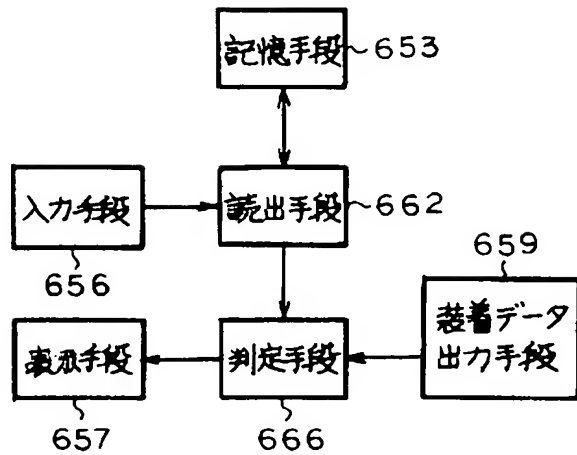 記憶手段
653
入力手段
656
読出手段
662
659
装着データ
出力手段
表示手段
657
判定手段
666